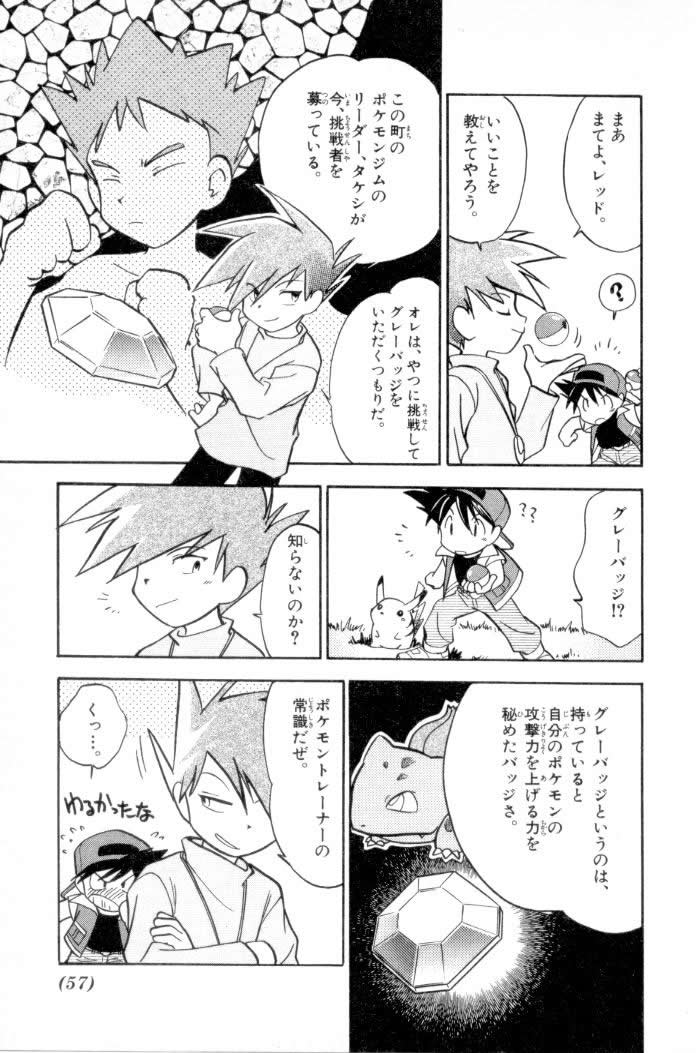 まあ
まてよ、レッド。
いいことを
教えてやろう。
?
この町の
ポケモンジムの
リーダー、タケシが
今、挑戦者を
募っている。
オレは、やつに挑戦して
グレーバッジを
いただくつもりだ。
グレーバッジ!?
??
知らないのか?
グレーバッジというのは、
持っていると
自分のポケモンの
攻撃力を上げる力を
秘めたバッジさ。
ポケモントレーナーの
常識だぜ。
くっ…。
ゆるかったな
(57)